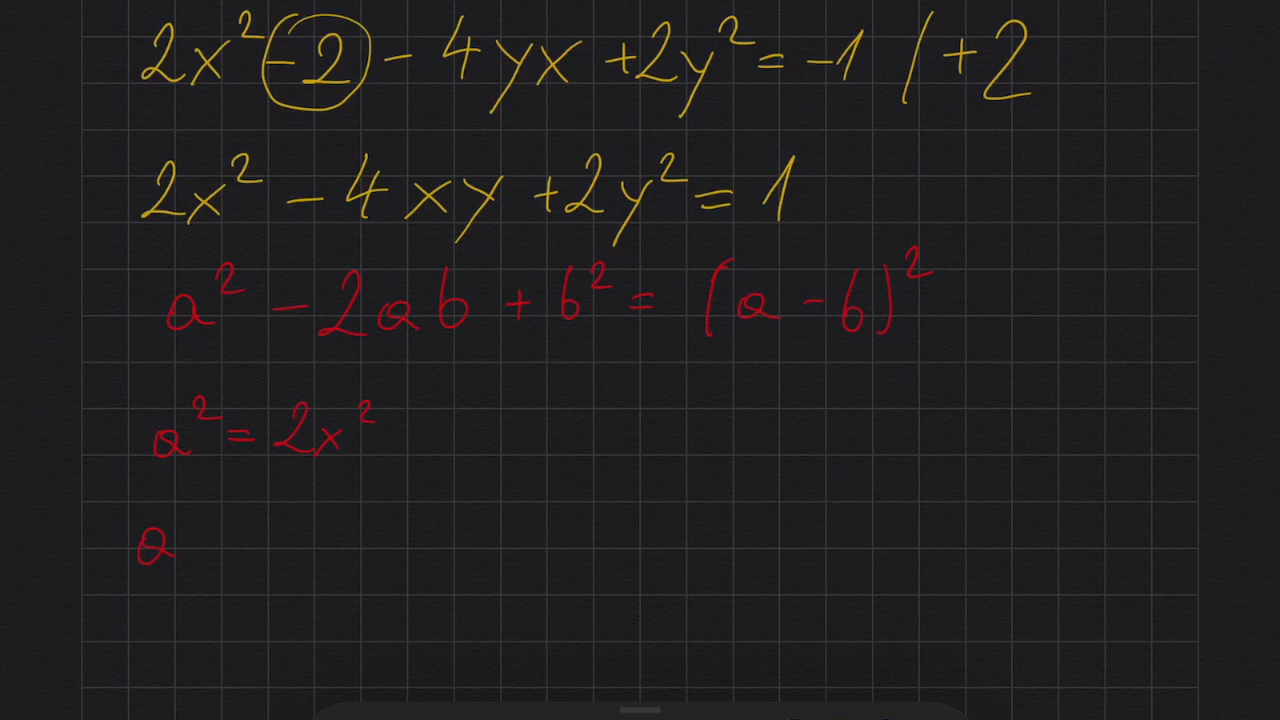 2x² -2 - 4yx + 2y² = -1 / +2
2x² - 4xy + 2y² = 1
a² - 2ab + b² = (a - b)²
a² = 2x²
a